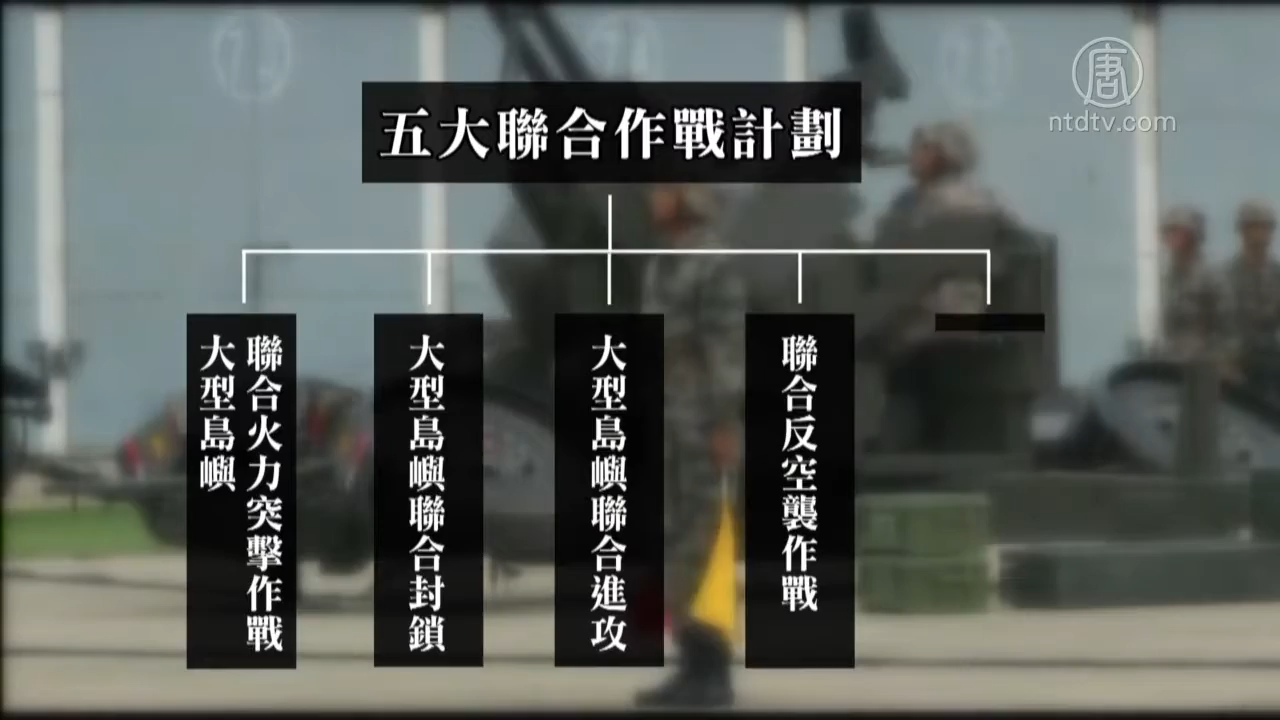 唐
ntdtv.com
五大聯合作戰計劃
大型島嶼
聯合火力突擊作戰
大型島嶼聯合封鎖
大型島嶼聯合進攻
聯合反空襲作戰